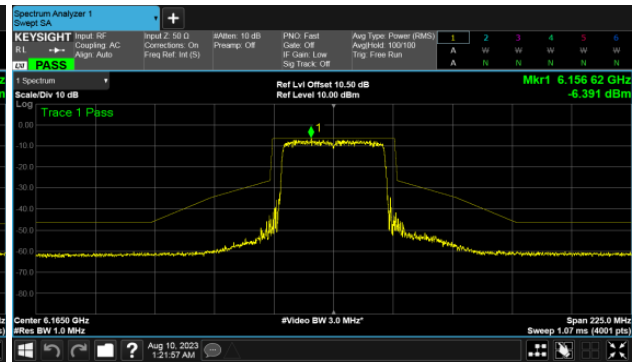 Spectrum Analyzer 1
Swept SA
+
KEYSIGHT
RL
Align: Auto
LXI PASS
Input: RF
Coupling: AC
Input Z: 50 Ω
Corrections: On
Freq Ref: Int (S)
#Atten: 10 dB
Preamp: Off
PNO: Fast
Gate: Off
IF Gain: Low
Sig Track: Off
Avg Type: Power (RMS)
Avg|Hold: 100/100
Trig: Free Run
1 2 3 4 5 6
A W W W W W
A N N N N N
1 Spectrum
Scale/Div 10 dB
Ref Lvl Offset 10.50 dB
Ref Level 10.00 dBm
Mkr1 6.156 62 GHz
-6.391 dBm
Log
Trace 1 Pass
1
0.00
-10.0
-20.0
-30.0
-40.0
-50.0
-60.0
-70.0
-80.0
Center 6.1650 GHz
#Res BW 1.0 MHz
#Video BW 3.0 MHz*
Span 225.0 MHz
Sweep 1.07 ms (4001 pts)
?
Aug 10, 2023
1:21:57 AM